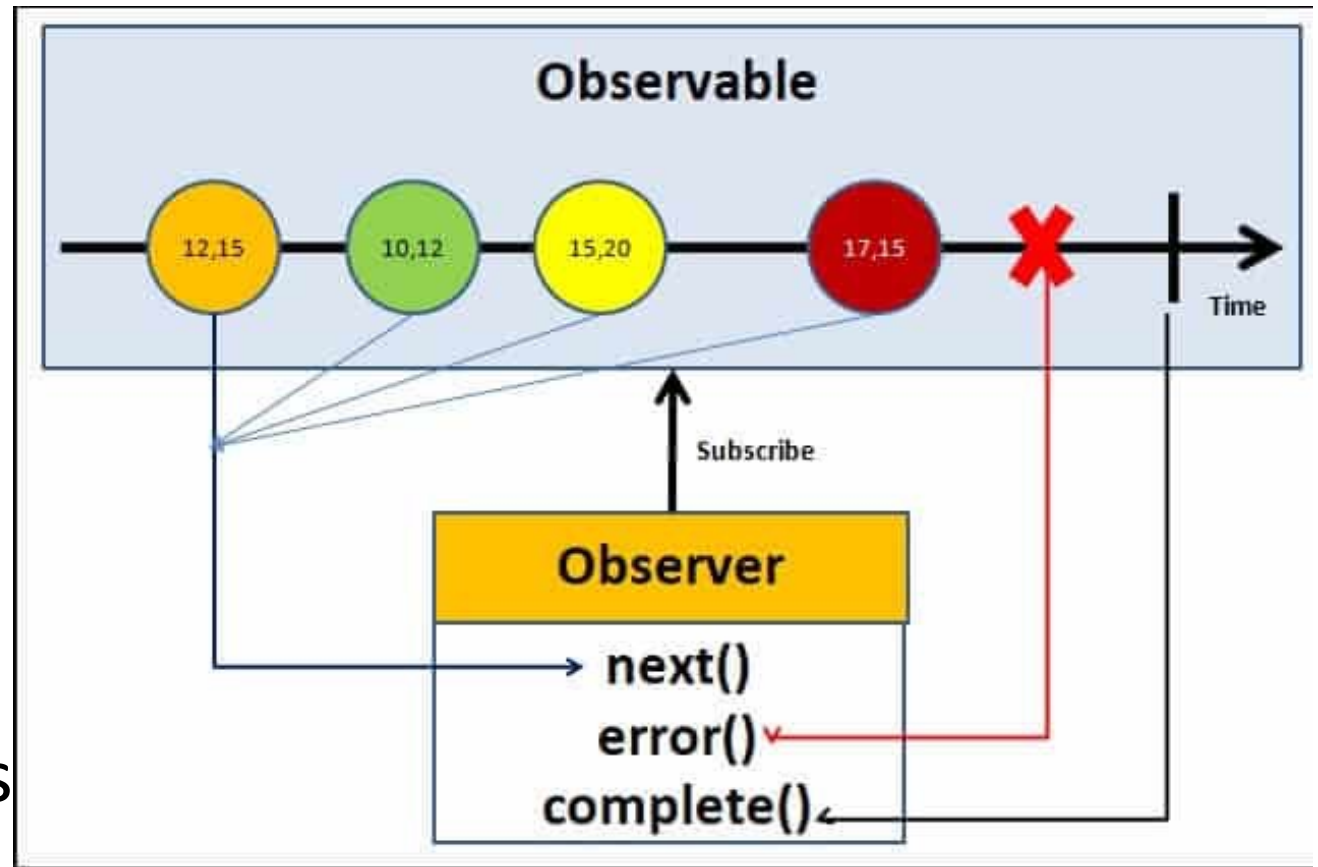 Observable
12,15
10,12
15,20
17,15
Time
Subscribe
Observer
next()
error()
complete()
s